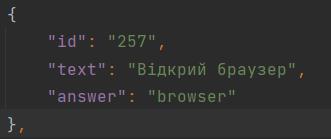 {
"id": "257",
"text": "Відкрий браузер",
"answer": "browser"
},